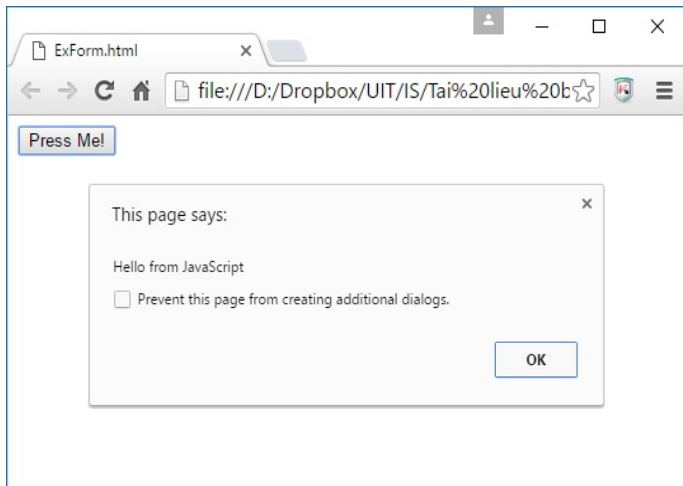 ExForm.html
file:///D:/Dropbox/UIT/IS/Tai%20lieu%20b
Press Me!
This page says:
Hello from JavaScript
Prevent this page from creating additional dialogs.
OK